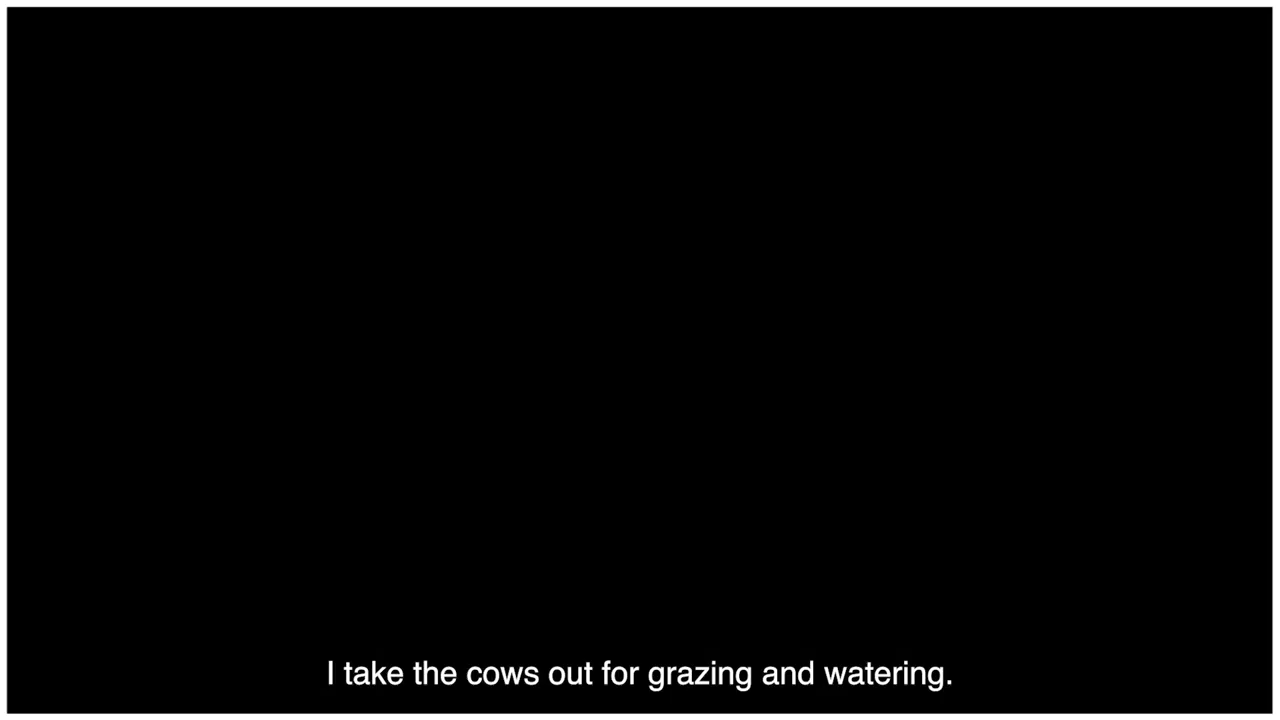 I take the cows out for grazing and watering.